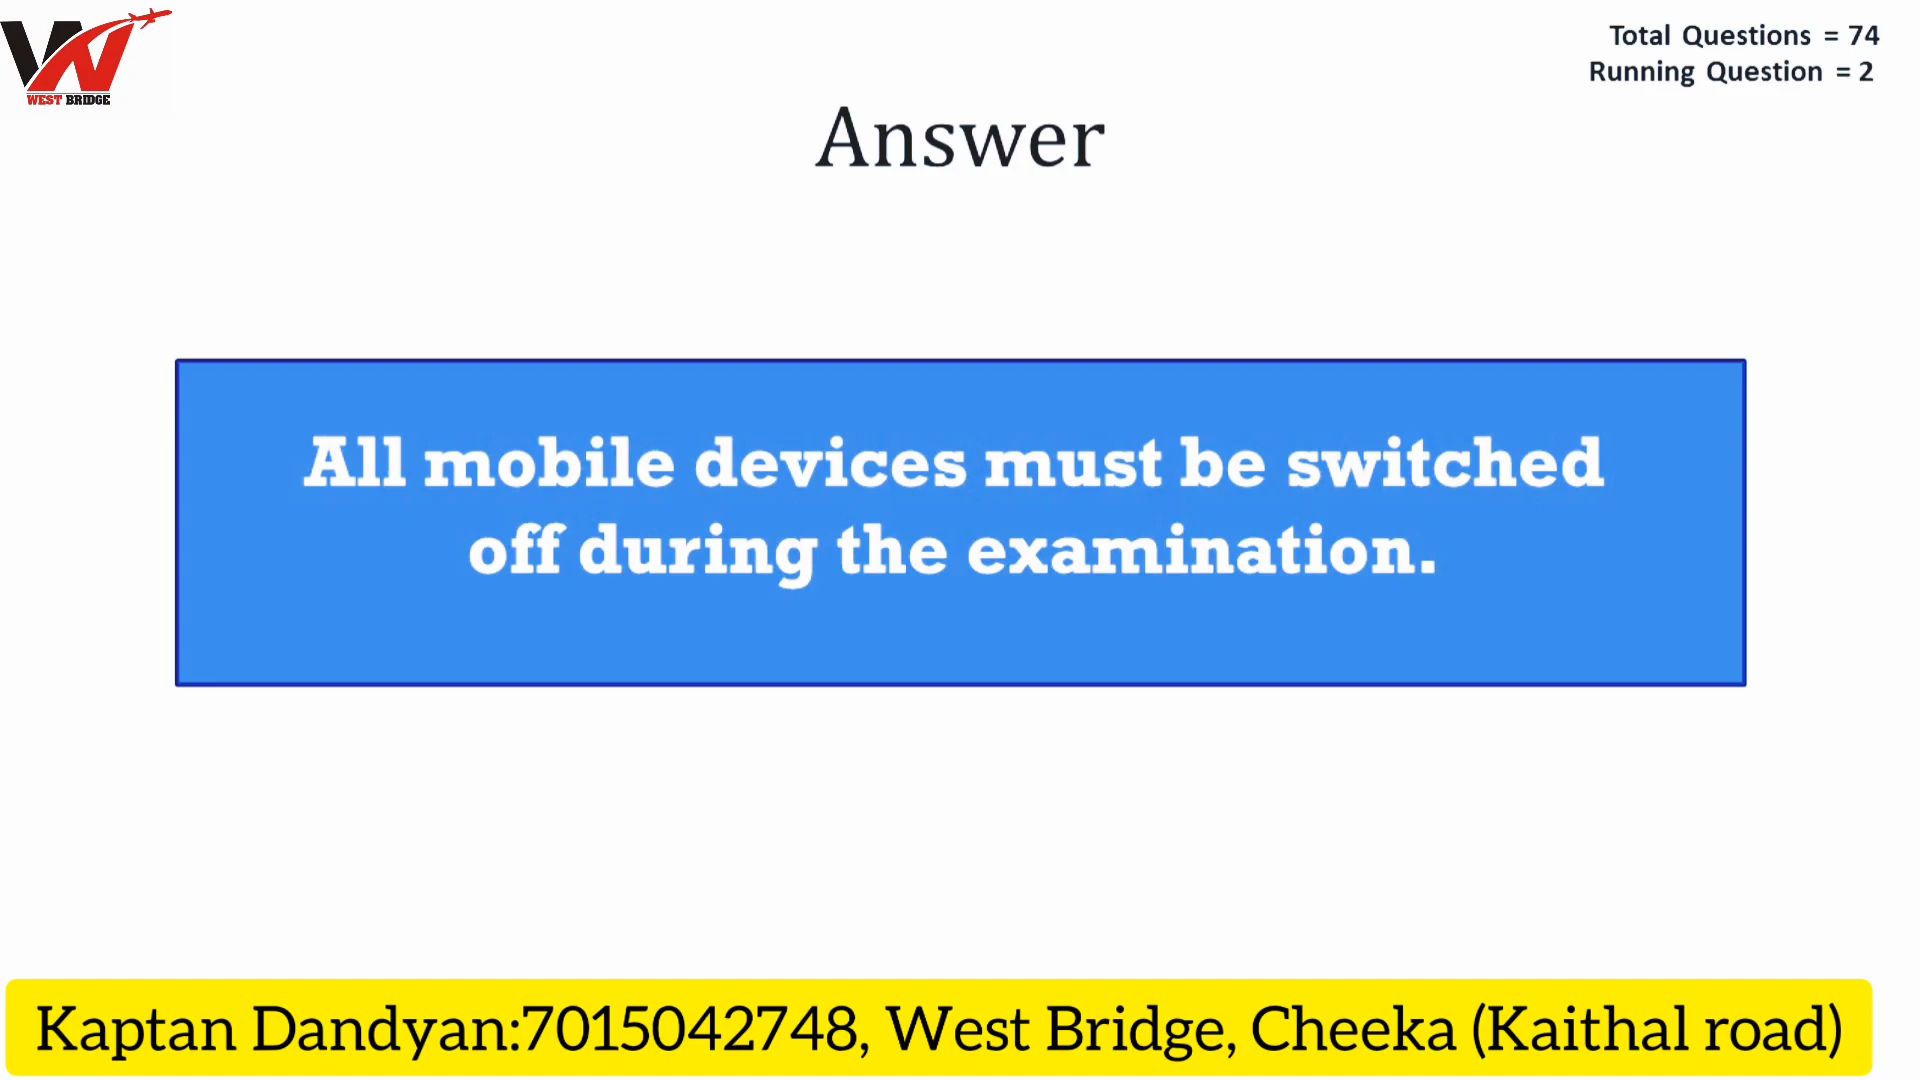 WEST BRIDGE
Total Questions = 74
Running Question = 2
Answer
All mobile devices must be switched
off during the examination.
Kaptan Dandyan:7015042748, West Bridge, Cheeka (Kaithal road)